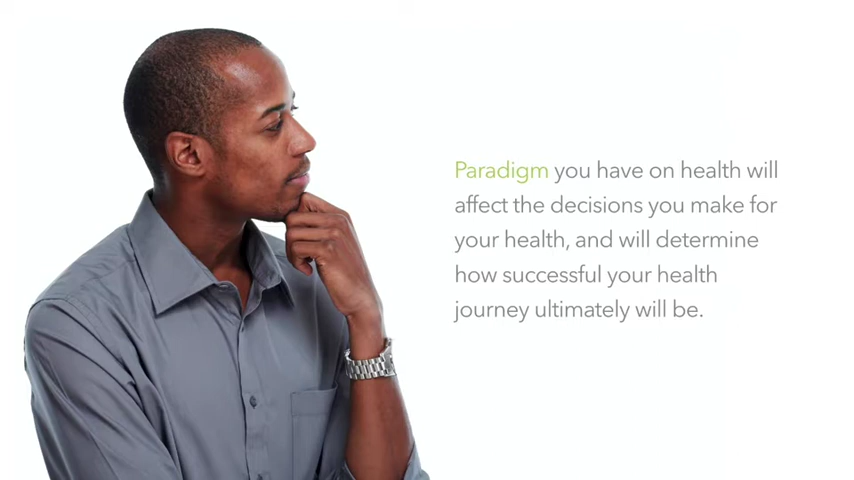 Paradigm you have on health will
affect the decisions you make for
your health, and will determine
how successful your health
journey ultimately will be.